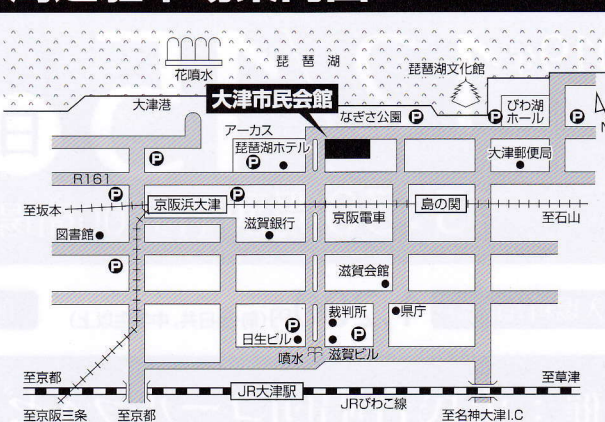 花噴水
琵琶湖
琵琶湖文化館
大津港
大津市民会館
なぎさ公園 P
P
びわ湖
ホール
P
N
アーカス
琵琶湖ホテル
P
P
大津郵便局
R161
P
P
至坂本
京阪浜大津
京阪電車
島の関
至石山
図書館
滋賀銀行
P
滋賀会館
裁判所
県庁
P
P
日生ビル
噴水
滋賀ビル
至京都
JR大津駅
JRびわこ線
至草津
至京阪三条
至京都
至名神大津I.C